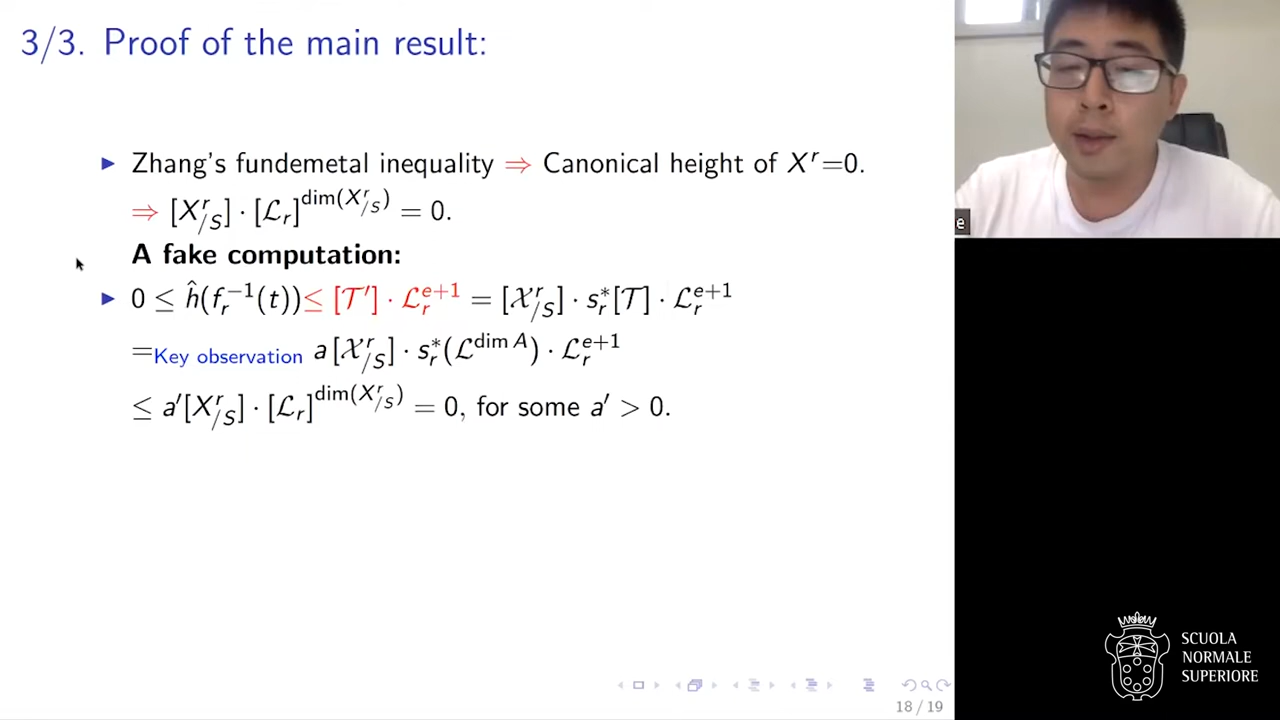 3/3. Proof of the main result:
▶ Zhang's fundemetal inequality ⇒ Canonical height of X^r=0.
⇒ [X^r_{/S}] · [ℒ_r]^{dim(X^r_{/S})} = 0.
A fake computation:
▶ 0 ≤ ĥ(f_r^{-1}(t)) ≤ [𝒯′] · ℒ_r^{e+1} = [𝒳^r_{/S}] · s_r^*[𝒯] · ℒ_r^{e+1}
=_{Key observation} a[𝒳^r_{/S}] · s_r^*(ℒ^{dim A}) · ℒ_r^{e+1}
≤ a′[X^r_{/S}] · [ℒ_r]^{dim(X^r_{/S})} = 0, for some a′ > 0.
18 / 19
e
SCUOLA
NORMALE
SUPERIORE